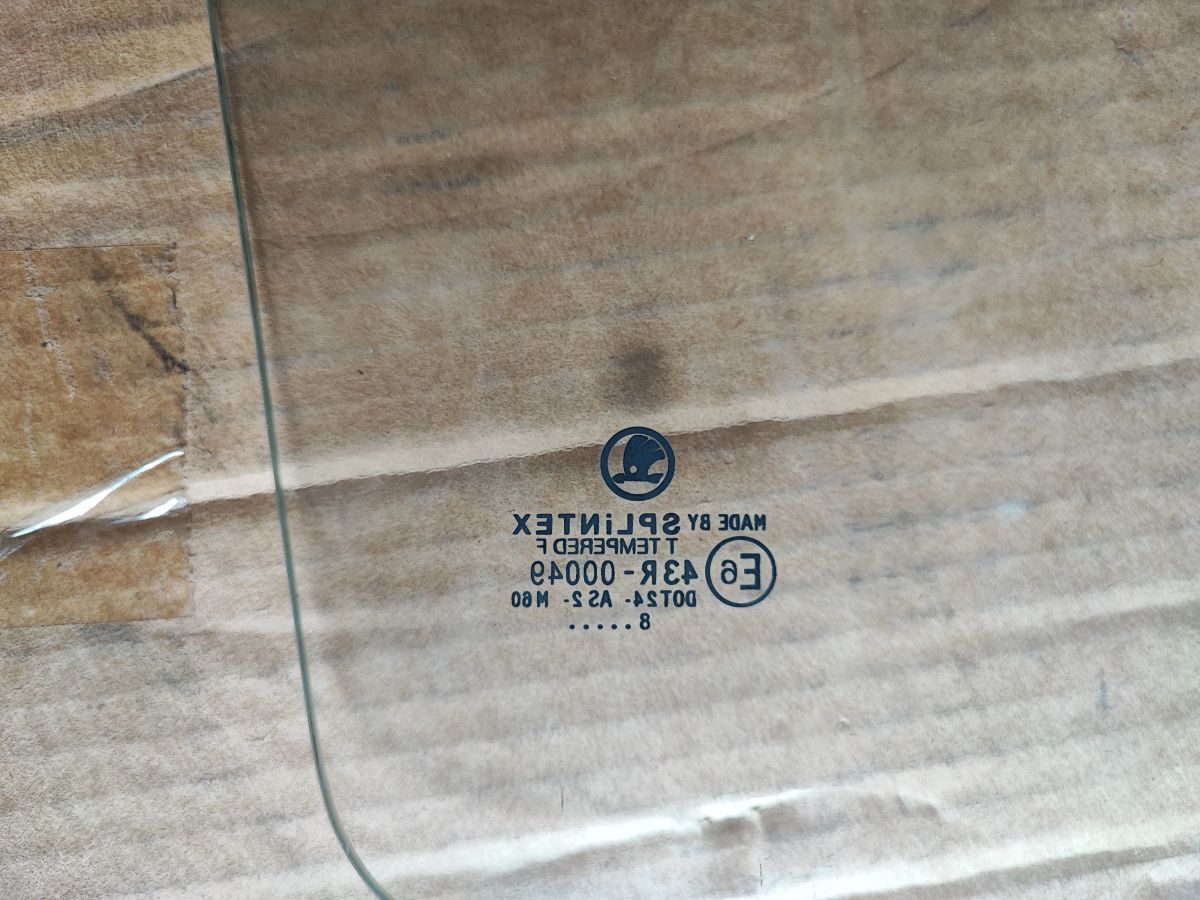 MADE BY SPLiNTEX
T TEMPERED F
E6 43R-00049
DOT24- AS2- M60
8.....